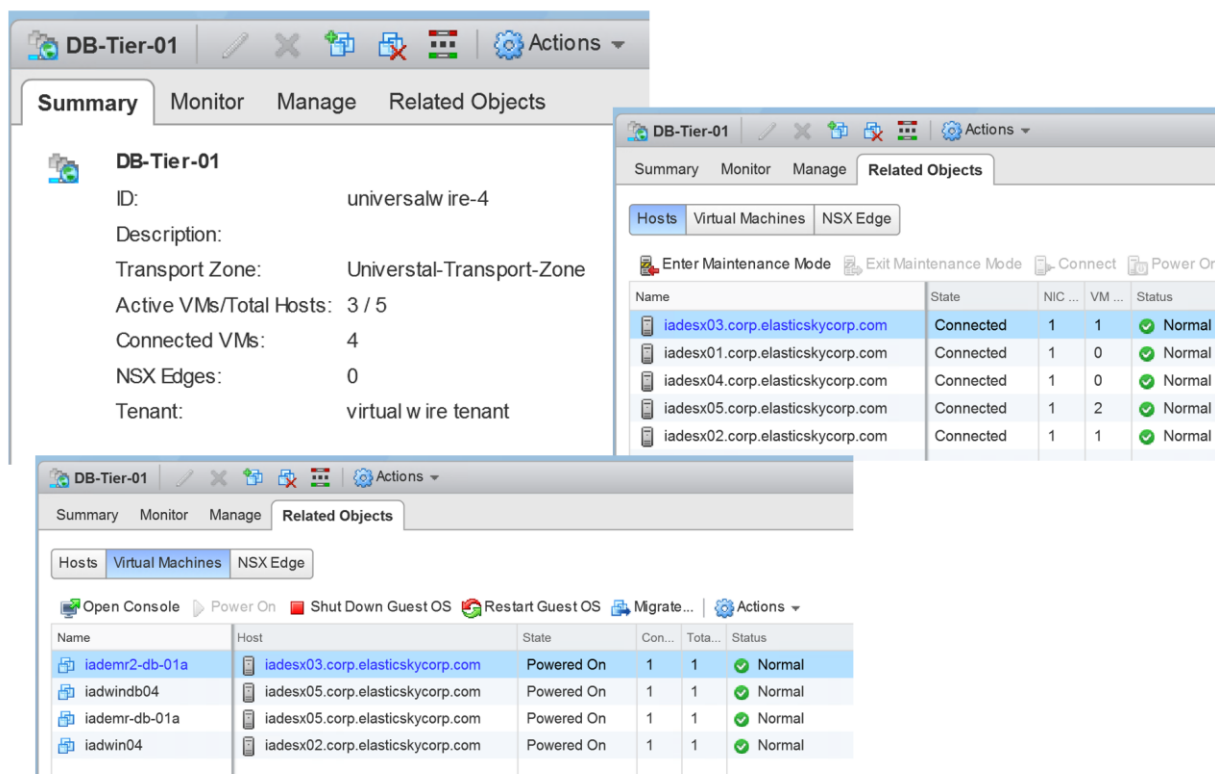 DB-Tier-01 Actions
Summary Monitor Manage Related Objects
DB-Tier-01
ID: universalwire-4
Description:
Transport Zone: Universtal-Transport-Zone
Active VMs/Total Hosts: 3 / 5
Connected VMs: 4
NSX Edges: 0
Tenant: virtual wire tenant
DB-Tier-01 Actions
Summary Monitor Manage Related Objects
Hosts Virtual Machines NSX Edge
Enter Maintenance Mode Exit Maintenance Mode Connect Power On
Name State NIC ... VM ... Status
iadesx03.corp.elasticskycorp.com Connected 1 1 Normal
iadesx01.corp.elasticskycorp.com Connected 1 0 Normal
iadesx04.corp.elasticskycorp.com Connected 1 0 Normal
iadesx05.corp.elasticskycorp.com Connected 1 2 Normal
iadesx02.corp.elasticskycorp.com Connected 1 1 Normal
DB-Tier-01 Actions
Summary Monitor Manage Related Objects
Hosts Virtual Machines NSX Edge
Open Console Power On Shut Down Guest OS Restart Guest OS Migrate... Actions
Name Host State Con... Tota... Status
iademr2-db-01a iadesx03.corp.elasticskycorp.com Powered On 1 1 Normal
iadwindb04 iadesx05.corp.elasticskycorp.com Powered On 1 1 Normal
iademr-db-01a iadesx05.corp.elasticskycorp.com Powered On 1 1 Normal
iadwin04 iadesx02.corp.elasticskycorp.com Powered On 1 1 Normal